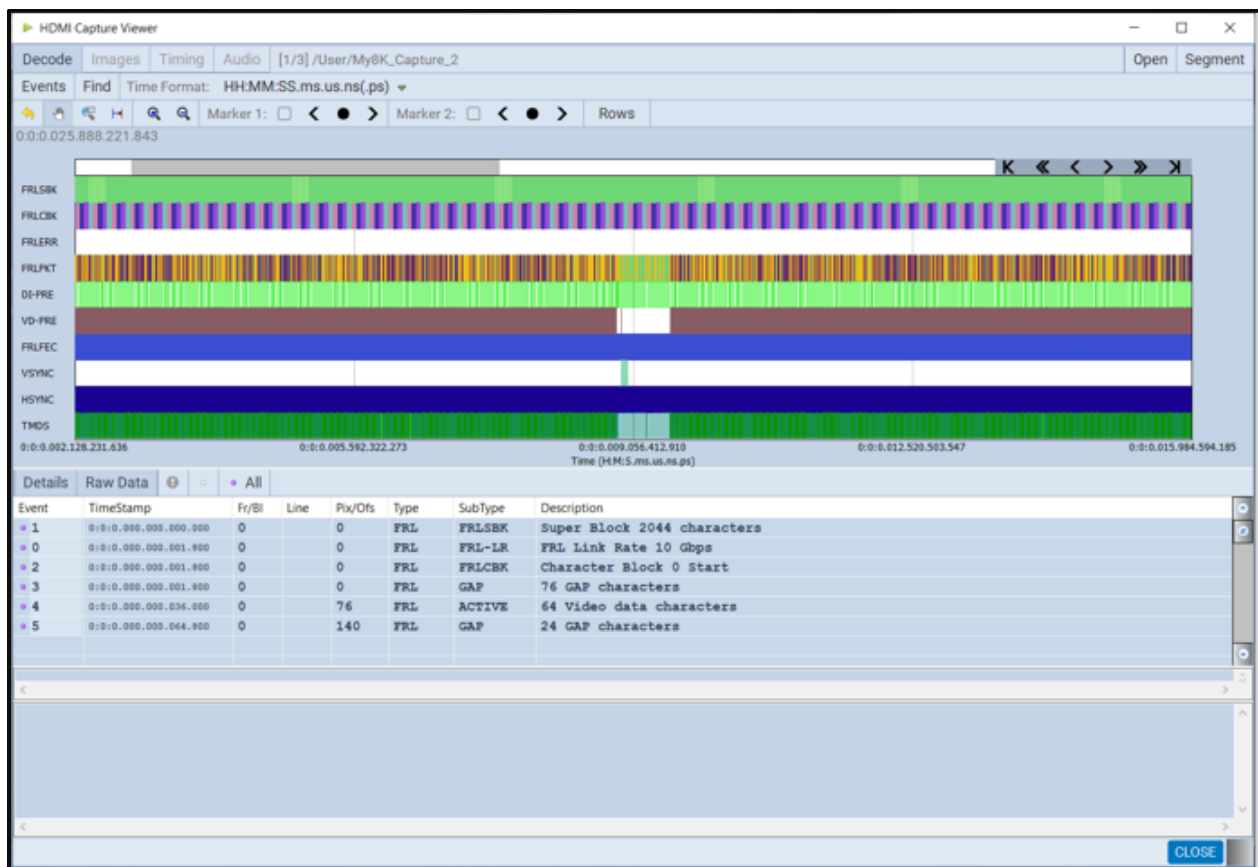 HDMI Capture Viewer
Decode Images Timing Audio [1/3] /User/My8K_Capture_2 Open Segment
Events Find Time Format: HH:MM:SS.ms.us.ns(.ps)
Marker 1: Marker 2: Rows
0:0:0.025.888.221.843
FRLSBK
FRLCBK
FRLERR
FRLPKT
DI-PRE
VD-PRE
FRLFEC
VSYNC
HSYNC
TMDS
0:0:0.002.128.231.636 0:0:0.005.592.322.273 0:0:0.009.056.412.910 0:0:0.012.520.503.547 0:0:0.015.984.594.185
Time (H:M:S.ms.us.ns.ps)
Details Raw Data All
Event TimeStamp Fr/Bl Line Pix/Ofs Type SubType Description
1 0:0:0.000.000.000.000 0 0 FRL FRLSBK Super Block 2044 characters
0 0:0:0.000.000.001.800 0 0 FRL FRL-LR FRL Link Rate 10 Gbps
2 0:0:0.000.000.001.800 0 0 FRL FRLCBK Character Block 0 Start
3 0:0:0.000.000.001.800 0 0 FRL GAP 76 GAP characters
4 0:0:0.000.000.036.000 0 76 FRL ACTIVE 64 Video data characters
5 0:0:0.000.000.064.800 0 140 FRL GAP 24 GAP characters
CLOSE